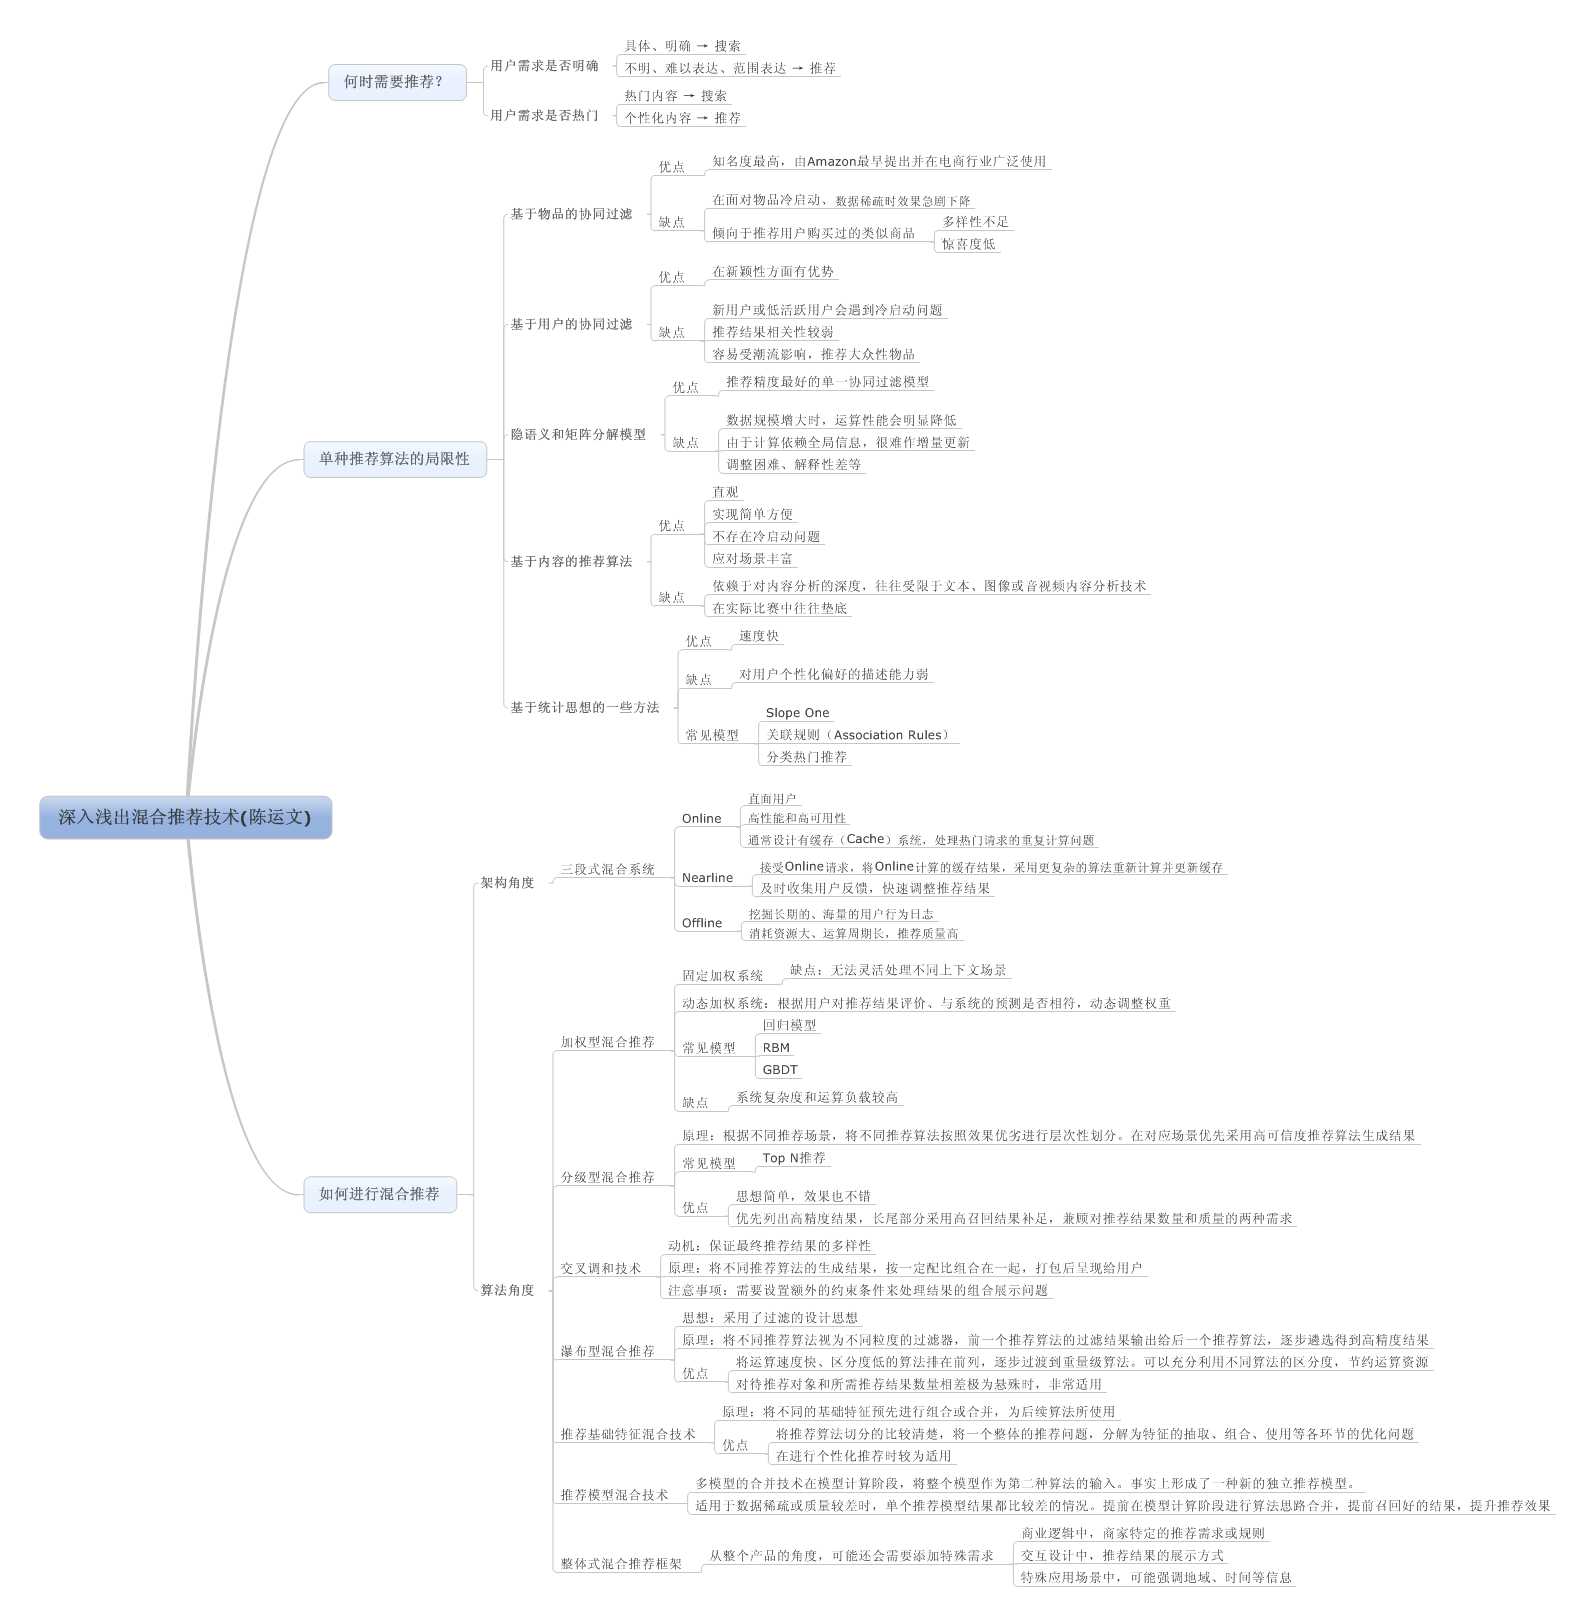 深入浅出混合推荐技术(陈运文)
何时需要推荐？
用户需求是否明确
具体、明确 → 搜索
不明、难以表达、范围表达 → 推荐
用户需求是否热门
热门内容 → 搜索
个性化内容 → 推荐
单种推荐算法的局限性
基于物品的协同过滤
优点
知名度最高，由Amazon最早提出并在电商行业广泛使用
缺点
在面对物品冷启动、数据稀疏时效果急剧下降
倾向于推荐用户购买过的类似商品
多样性不足
惊喜度低
基于用户的协同过滤
优点
在新颖性方面有优势
缺点
新用户或低活跃用户会遇到冷启动问题
推荐结果相关性较弱
容易受潮流影响，推荐大众性物品
隐语义和矩阵分解模型
优点
推荐精度最好的单一协同过滤模型
缺点
数据规模增大时，运算性能会明显降低
由于计算依赖全局信息，很难作增量更新
调整困难、解释性差等
基于内容的推荐算法
优点
直观
实现简单方便
不存在冷启动问题
应对场景丰富
缺点
依赖于对内容分析的深度，往往受限于文本、图像或音视频内容分析技术
在实际比赛中往往垫底
基于统计思想的一些方法
优点
速度快
缺点
对用户个性化偏好的描述能力弱
常见模型
Slope One
关联规则（Association Rules）
分类热门推荐
如何进行混合推荐
架构角度
三段式混合系统
Online
直面用户
高性能和高可用性
通常设计有缓存（Cache）系统，处理热门请求的重复计算问题
Nearline
接受Online请求，将Online计算的缓存结果，采用更复杂的算法重新计算并更新缓存
及时收集用户反馈，快速调整推荐结果
Offline
挖掘长期的、海量的用户行为日志
消耗资源大、运算周期长，推荐质量高
算法角度
加权型混合推荐
固定加权系统
缺点：无法灵活处理不同上下文场景
动态加权系统：根据用户对推荐结果评价、与系统的预测是否相符，动态调整权重
常见模型
回归模型
RBM
GBDT
缺点
系统复杂度和运算负载较高
分级型混合推荐
原理：根据不同推荐场景，将不同推荐算法按照效果优劣进行层次性划分。在对应场景优先采用高可信度推荐算法生成结果
常见模型
Top N推荐
优点
思想简单，效果也不错
优先列出高精度结果，长尾部分采用高召回结果补足，兼顾对推荐结果数量和质量的两种需求
交叉调和技术
动机：保证最终推荐结果的多样性
原理：将不同推荐算法的生成结果，按一定配比组合在一起，打包后呈现给用户
注意事项：需要设置额外的约束条件来处理结果的组合展示问题
瀑布型混合推荐
思想：采用了过滤的设计思想
原理：将不同推荐算法视为不同粒度的过滤器，前一个推荐算法的过滤结果输出给后一个推荐算法，逐步遴选得到高精度结果
优点
将运算速度快、区分度低的算法排在前列，逐步过渡到重量级算法。可以充分利用不同算法的区分度，节约运算资源
对待推荐对象和所需推荐结果数量相差极为悬殊时，非常适用
推荐基础特征混合技术
原理：将不同的基础特征预先进行组合或合并，为后续算法所使用
优点
将推荐算法切分的比较清楚，将一个整体的推荐问题，分解为特征的抽取、组合、使用等各环节的优化问题
在进行个性化推荐时较为适用
推荐模型混合技术
多模型的合并技术在模型计算阶段，将整个模型作为第二种算法的输入。事实上形成了一种新的独立推荐模型。
适用于数据稀疏或质量较差时，单个推荐模型结果都比较差的情况。提前在模型计算阶段进行算法思路合并，提前召回好的结果，提升推荐效果
整体式混合推荐框架
从整个产品的角度，可能还会需要添加特殊需求
商业逻辑中，商家特定的推荐需求或规则
交互设计中，推荐结果的展示方式
特殊应用场景中，可能强调地域、时间等信息